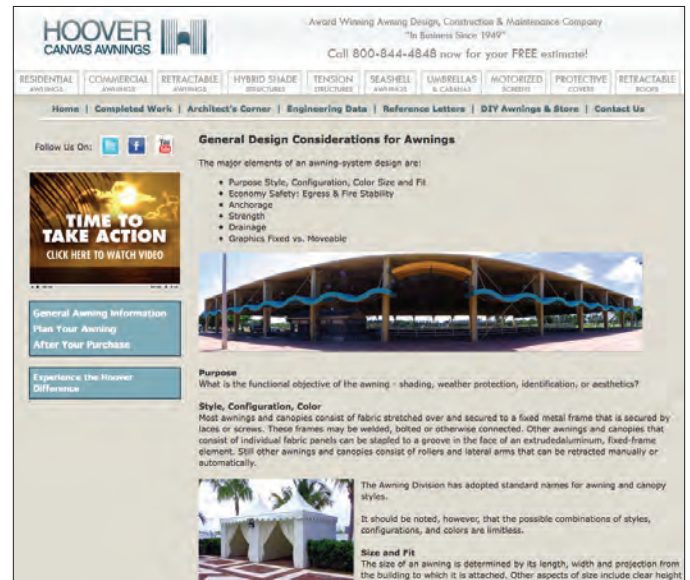 HOOVER
CANVAS AWNINGS
Award Winning Awning Design, Construction & Maintenance Company
"In Business Since 1949"
Call 800-844-4848 now for your FREE estimate!
RESIDENTIAL
AWNINGS
COMMERCIAL
AWNINGS
RETRACTABLE
AWNINGS
HYBRID SHADE
STRUCTURES
TENSION
STRUCTURES
SEASHELL
AWNINGS
UMBRELLAS
& CABANAS
MOTORIZED
SCREENS
PROTECTIVE
COVERS
RETRACTABLE
ROOFS
Home | Completed Work | Architect's Corner | Engineering Data | Reference Letters | DIY Awnings & Store | Contact Us
Follow Us On:
You
Tube
TIME TO
TAKE ACTION
CLICK HERE TO WATCH VIDEO
General Awning Information
Plan Your Awning
After Your Purchase
Experience the Hoover
Difference
General Design Considerations for Awnings
The major elements of an awning-system design are:
• Purpose Style, Configuration, Color Size and Fit
• Economy Safety: Egress & Fire Stability
• Anchorage
• Strength
• Drainage
• Graphics Fixed vs. Moveable
Purpose
What is the functional objective of the awning - shading, weather protection, identification, or aesthetics?
Style, Configuration, Color
Most awnings and canopies consist of fabric stretched over and secured to a fixed metal frame that is secured by
laces or screws. These frames may be welded, bolted or otherwise connected. Other awnings and canopies that
consist of individual fabric panels can be stapled to a groove in the face of an extrudedaluminum, fixed-frame
element. Still other awnings and canopies consist of rollers and lateral arms that can be retracted manually or
automatically.
The Awning Division has adopted standard names for awning and canopy
styles.
It should be noted, however, that the possible combinations of styles,
configurations, and colors are limitless.
Size and Fit
The size of an awning is determined by its length, width and projection from
the building to which it is attached. Other aspects of size include clear height